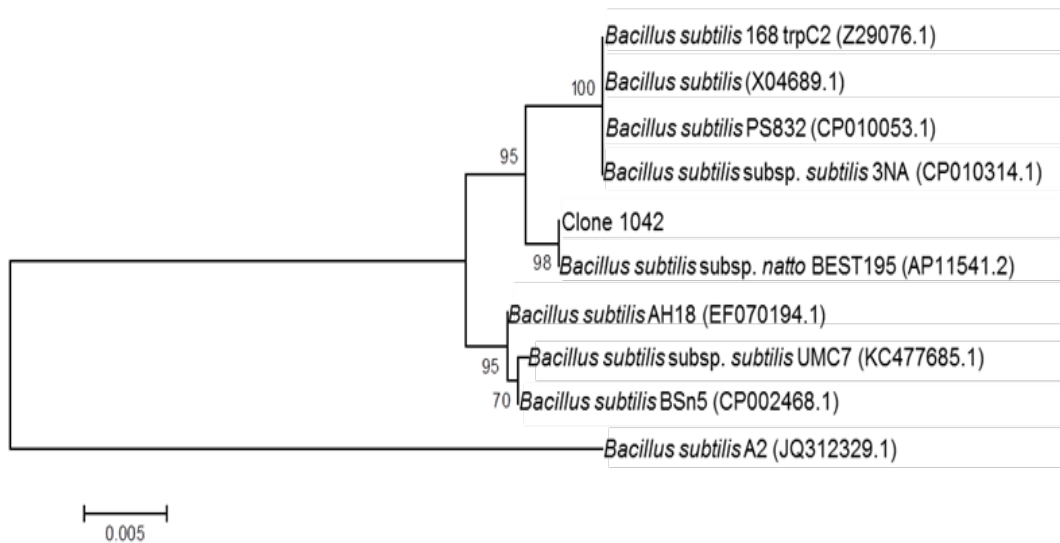 Bacillus subtilis 168 trpC2 (Z29076.1)
100
Bacillus subtilis (X04689.1)
Bacillus subtilis PS832 (CP010053.1)
95
Bacillus subtilis subsp. subtilis 3NA (CP010314.1)
Clone 1042
98
Bacillus subtilis subsp. natto BEST195 (AP11541.2)
Bacillus subtilis AH18 (EF070194.1)
95
Bacillus subtilis subsp. subtilis UMC7 (KC477685.1)
70
Bacillus subtilis BSn5 (CP002468.1)
Bacillus subtilis A2 (JQ312329.1)
0.005